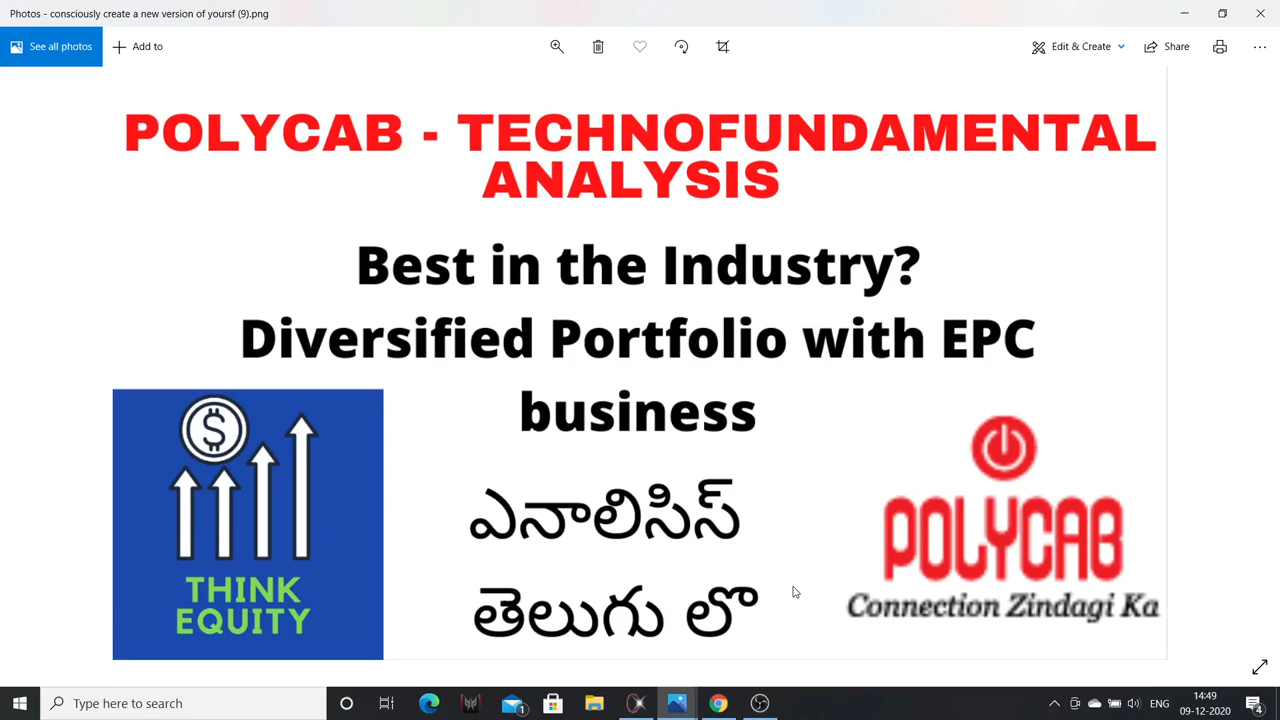 Photos - consciously create a new version of yoursf (9).png
See all photos
Add to
Edit & Create
Share
POLYCAB - TECHNOFUNDAMENTAL
ANALYSIS
Best in the Industry?
Diversified Portfolio with EPC
business
$
THINK
EQUITY
ఎనాలిసిస్
తెలుగు లొ
POLYCAB
Connection Zindagi Ka
Type here to search
1
ENG
14:49
09-12-2020
4